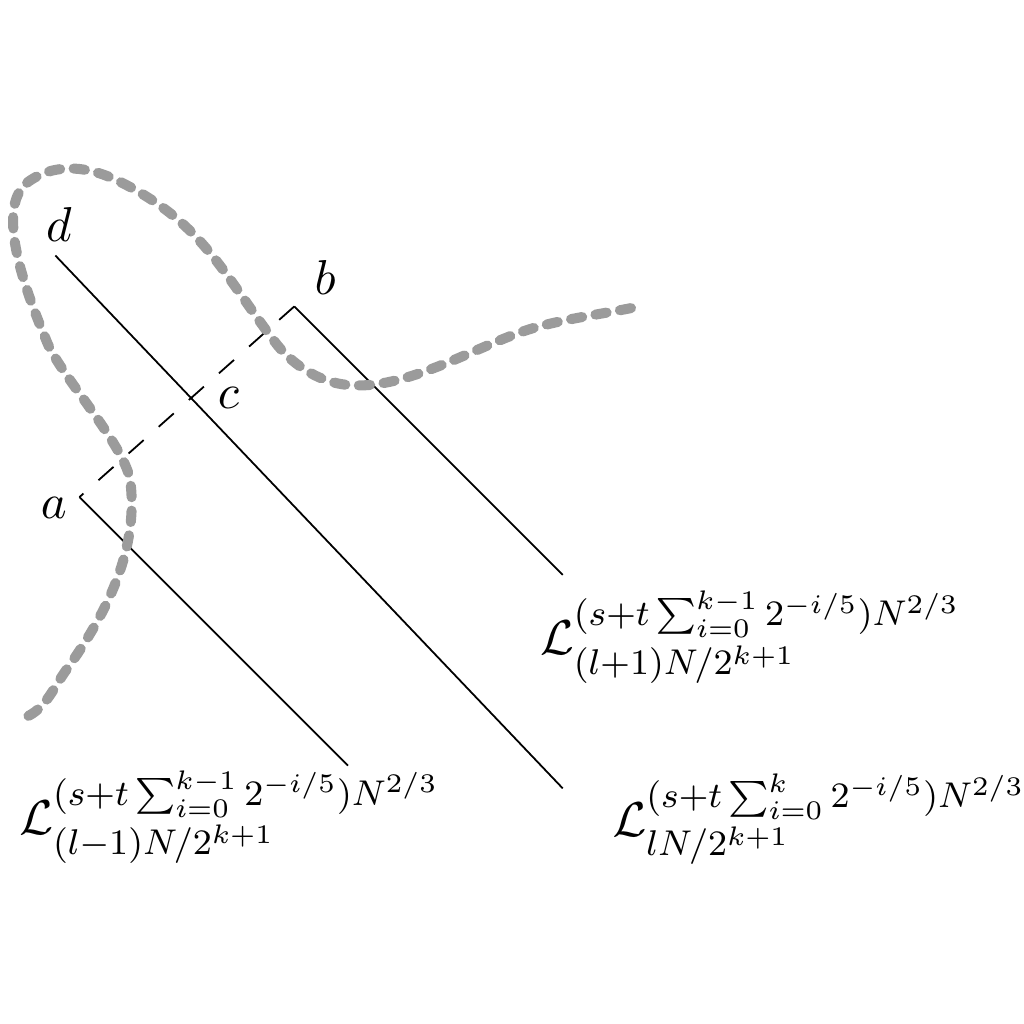 d
b
c
a
$\mathcal{L}_{(l+1)N/2^{k+1}}^{(s+t\sum_{i=0}^{k-1} 2^{-i/5})N^{2/3}}$
$\mathcal{L}_{(l-1)N/2^{k+1}}^{(s+t\sum_{i=0}^{k-1} 2^{-i/5})N^{2/3}}$
$\mathcal{L}_{lN/2^{k+1}}^{(s+t\sum_{i=0}^{k} 2^{-i/5})N^{2/3}}$